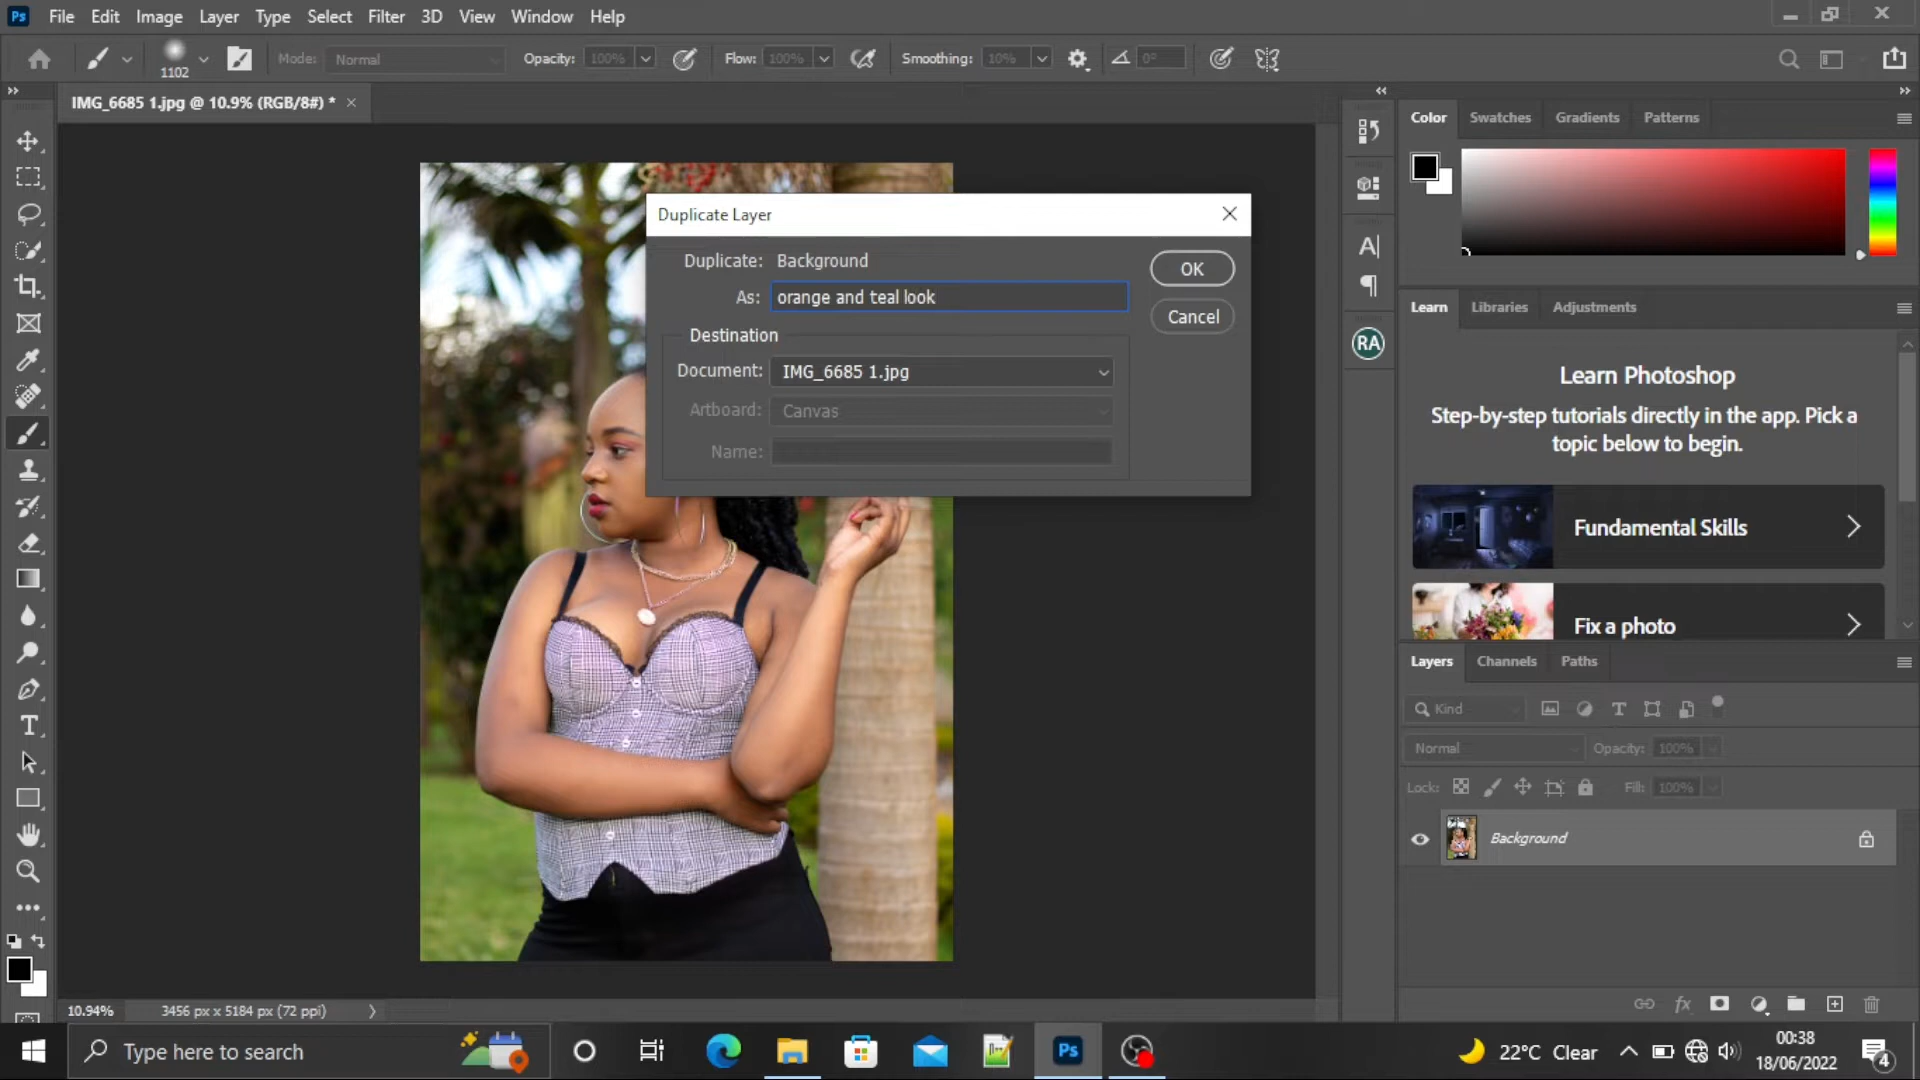 Ps File Edit Image Layer Type Select Filter 3D View Window Help
1102 Mode: Normal Opacity: 100% Flow: 100% Smoothing: 10% 0°
IMG_6685 1.jpg @ 10.9% (RGB/8#) *
Color Swatches Gradients Patterns
Duplicate Layer
Duplicate: Background
OK
As: orange and teal look
Cancel
Destination
Document: IMG_6685 1.jpg
Artboard: Canvas
Name:
A|
RA
Learn Libraries Adjustments
Learn Photoshop
Step-by-step tutorials directly in the app. Pick a
topic below to begin.
Fundamental Skills
Fix a photo
Layers Channels Paths
Kind
Normal Opacity: 100%
Lock: Fill: 100%
Background
fx
T
10.94% 3456 px x 5184 px (72 ppi)
Type here to search
Ps
22°C Clear
00:38
18/06/2022
4